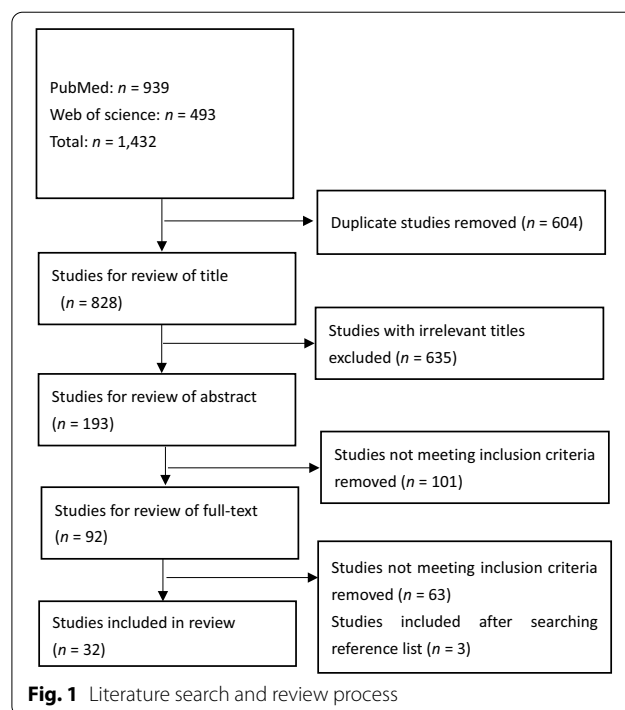 PubMed: n = 939
Web of science: n = 493
Total: n = 1,432
Duplicate studies removed (n = 604)
Studies for review of title
(n = 828)
Studies with irrelevant titles
excluded (n = 635)
Studies for review of abstract
(n = 193)
Studies not meeting inclusion criteria
removed (n = 101)
Studies for review of full-text
(n = 92)
Studies not meeting inclusion criteria
removed (n = 63)
Studies included after searching
reference list (n = 3)
Studies included in review
(n = 32)
Fig. 1 Literature search and review process